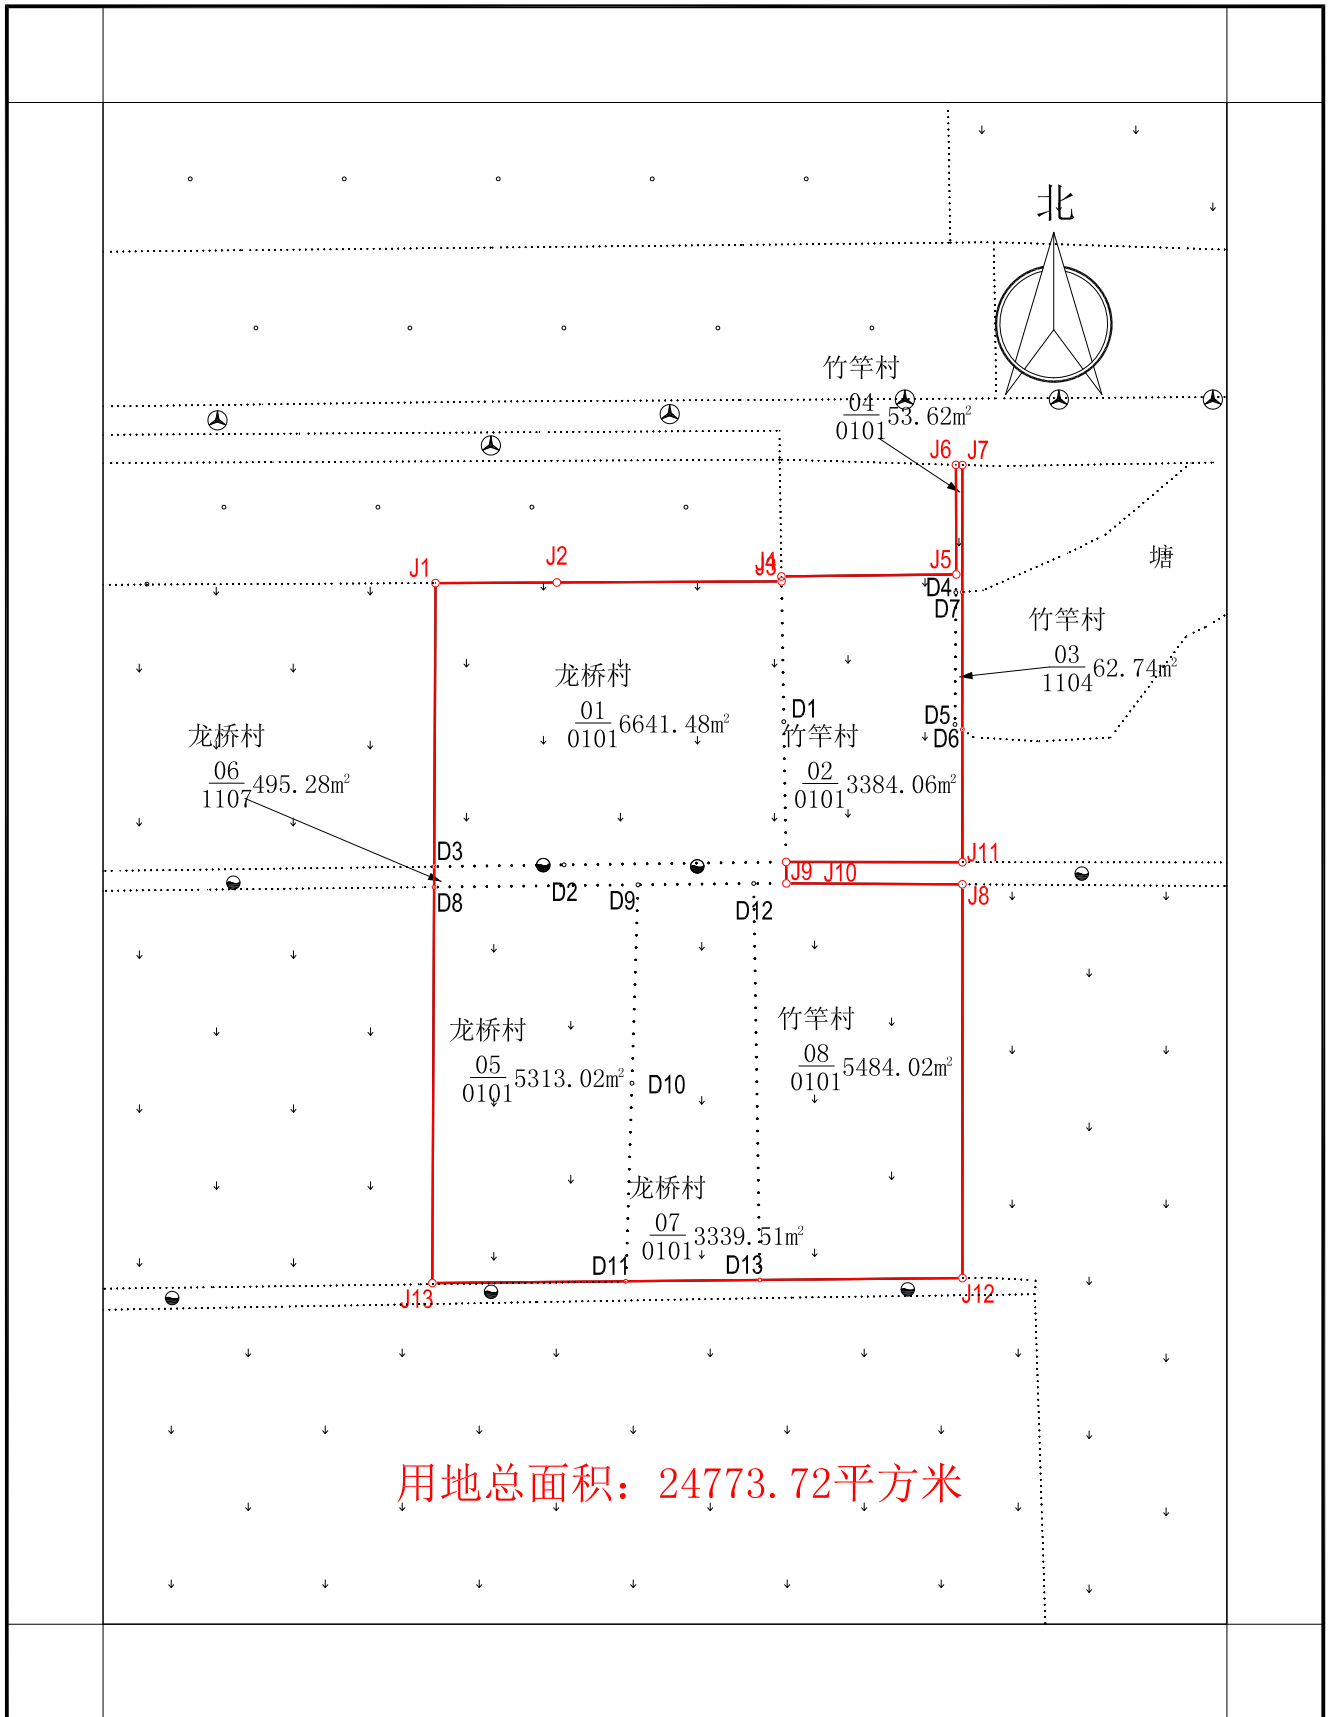 北
竹竿村
04
0101 53.62m²
J6 J7
J1
J2
J4
J3
J5
D4
D7
塘
竹竿村
03
1104 62.74m²
龙桥村
01
0101 6641.48m²
D1
D5
D6
竹竿村
02
0101 3384.06m²
龙桥村
06
1107 495.28m²
D3
J11
J9 J10
D8
D2
D9
D12
J8
龙桥村
05
0101 5313.02m²
竹竿村
08
0101 5484.02m²
D10
龙桥村
07
0101 3339.51m²
D11
D13
J13
J12
用地总面积：24773.72平方米